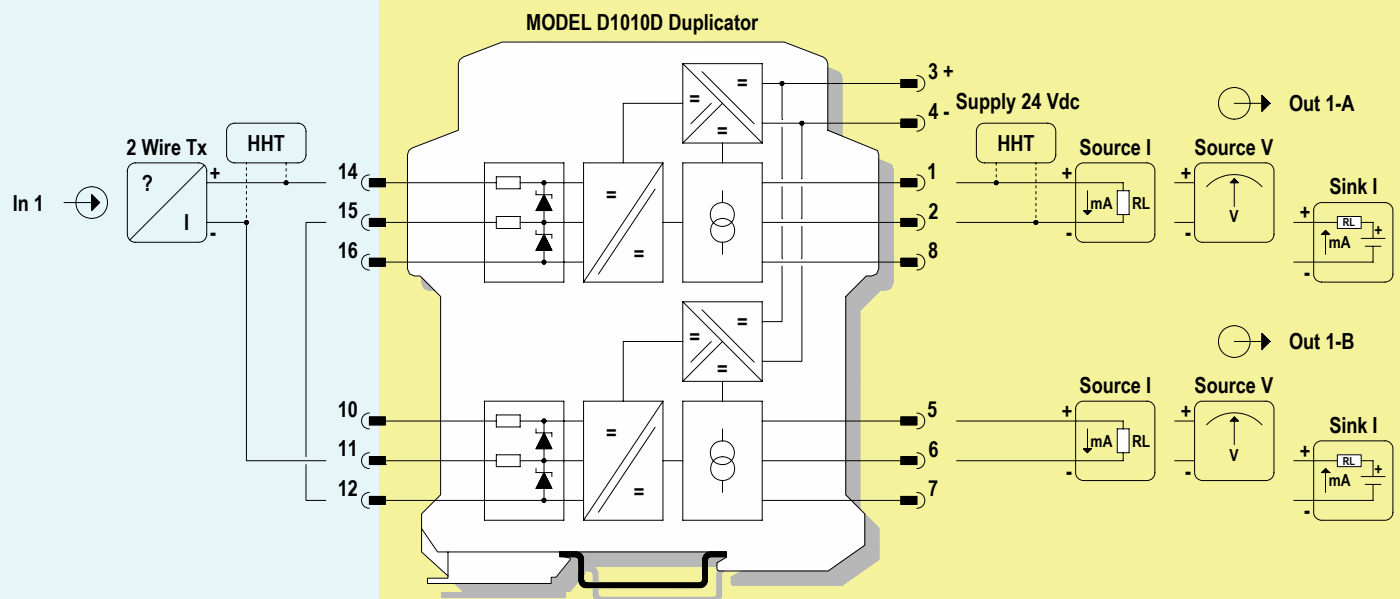 MODEL D1010D Duplicator
3 +
4 -
Supply 24 Vdc
Out 1-A
2 Wire Tx
HHT
HHT
Source I
Source V
Sink I
In 1
?
I
+
-
14
15
16
=
=
=
=
=
1
2
8
+
-
mA
RL
+
-
V
+
-
RL
+
mA
Out 1-B
=
=
=
10
11
12
=
=
5
6
7
Source I
Source V
Sink I
+
-
mA
RL
+
-
V
+
-
RL
+
mA